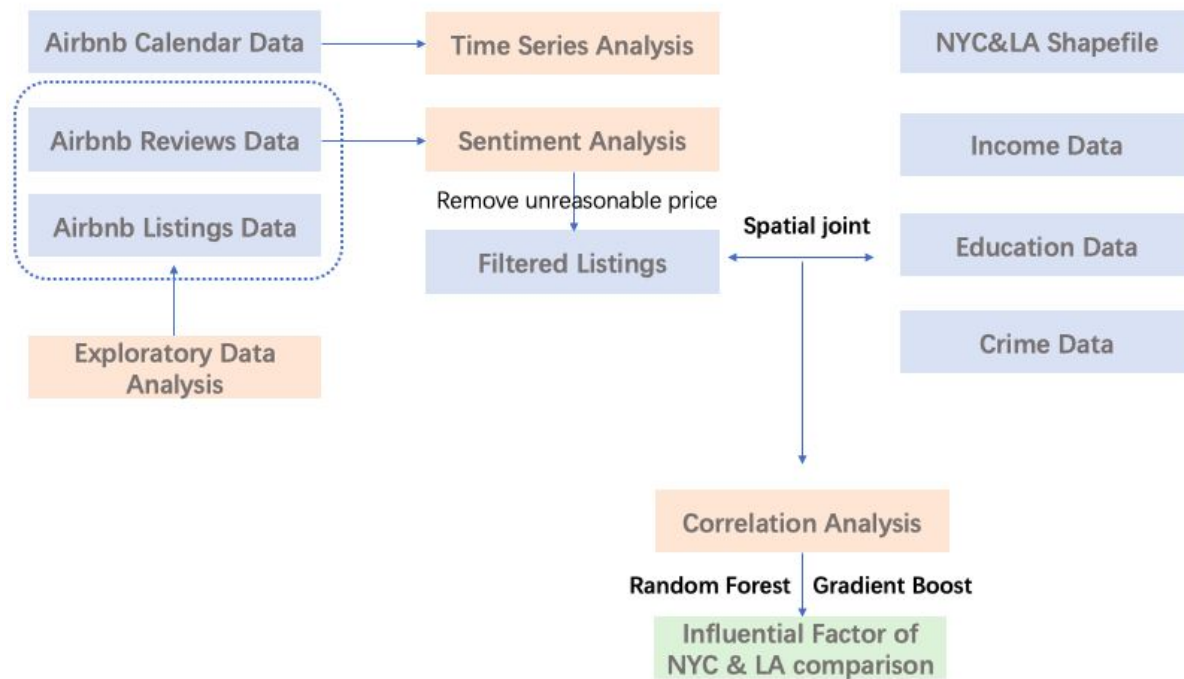 Airbnb Calendar Data
Time Series Analysis
NYC&LA Shapefile
Airbnb Reviews Data
Sentiment Analysis
Income Data
Remove unreasonable price
Airbnb Listings Data
Spatial joint
Filtered Listings
Education Data
Exploratory Data
Analysis
Crime Data
Correlation Analysis
Random Forest
Gradient Boost
Influential Factor of
NYC & LA comparison